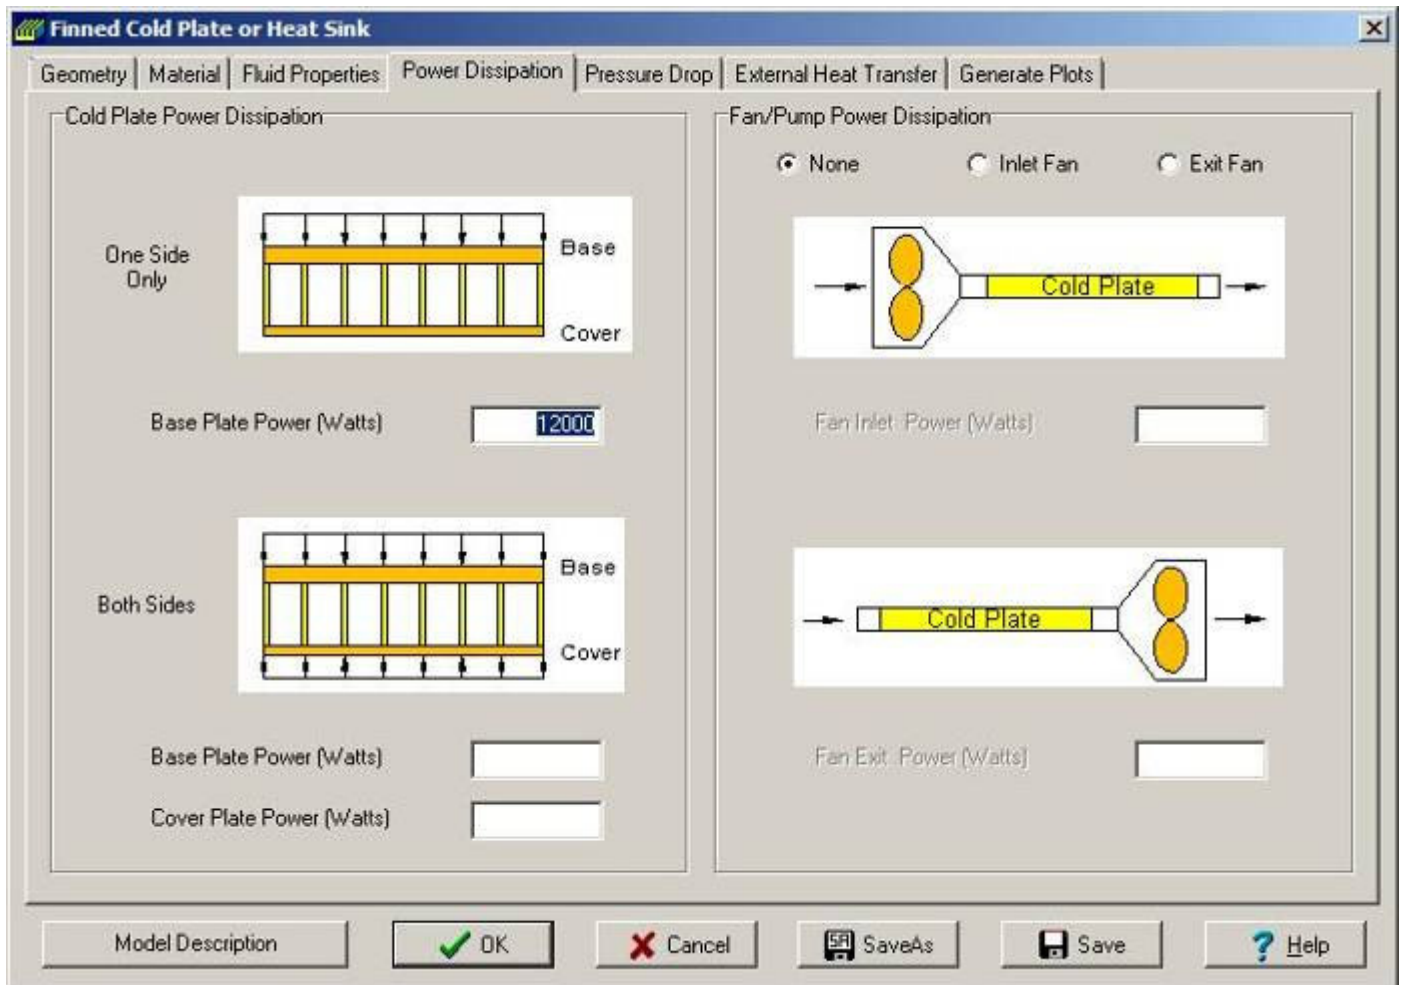 Finned Cold Plate or Heat Sink
Geometry Material Fluid Properties Power Dissipation Pressure Drop External Heat Transfer Generate Plots
Cold Plate Power Dissipation
One Side
Only
Base
Cover
Base Plate Power (Watts) 12000
Both Sides
Base
Cover
Base Plate Power (Watts)
Cover Plate Power (Watts)
Fan/Pump Power Dissipation
None Inlet Fan Exit Fan
Cold Plate
Fan Inlet Power (Watts)
Cold Plate
Fan Exit Power (Watts)
Model Description OK Cancel SA SaveAs Save ? Help